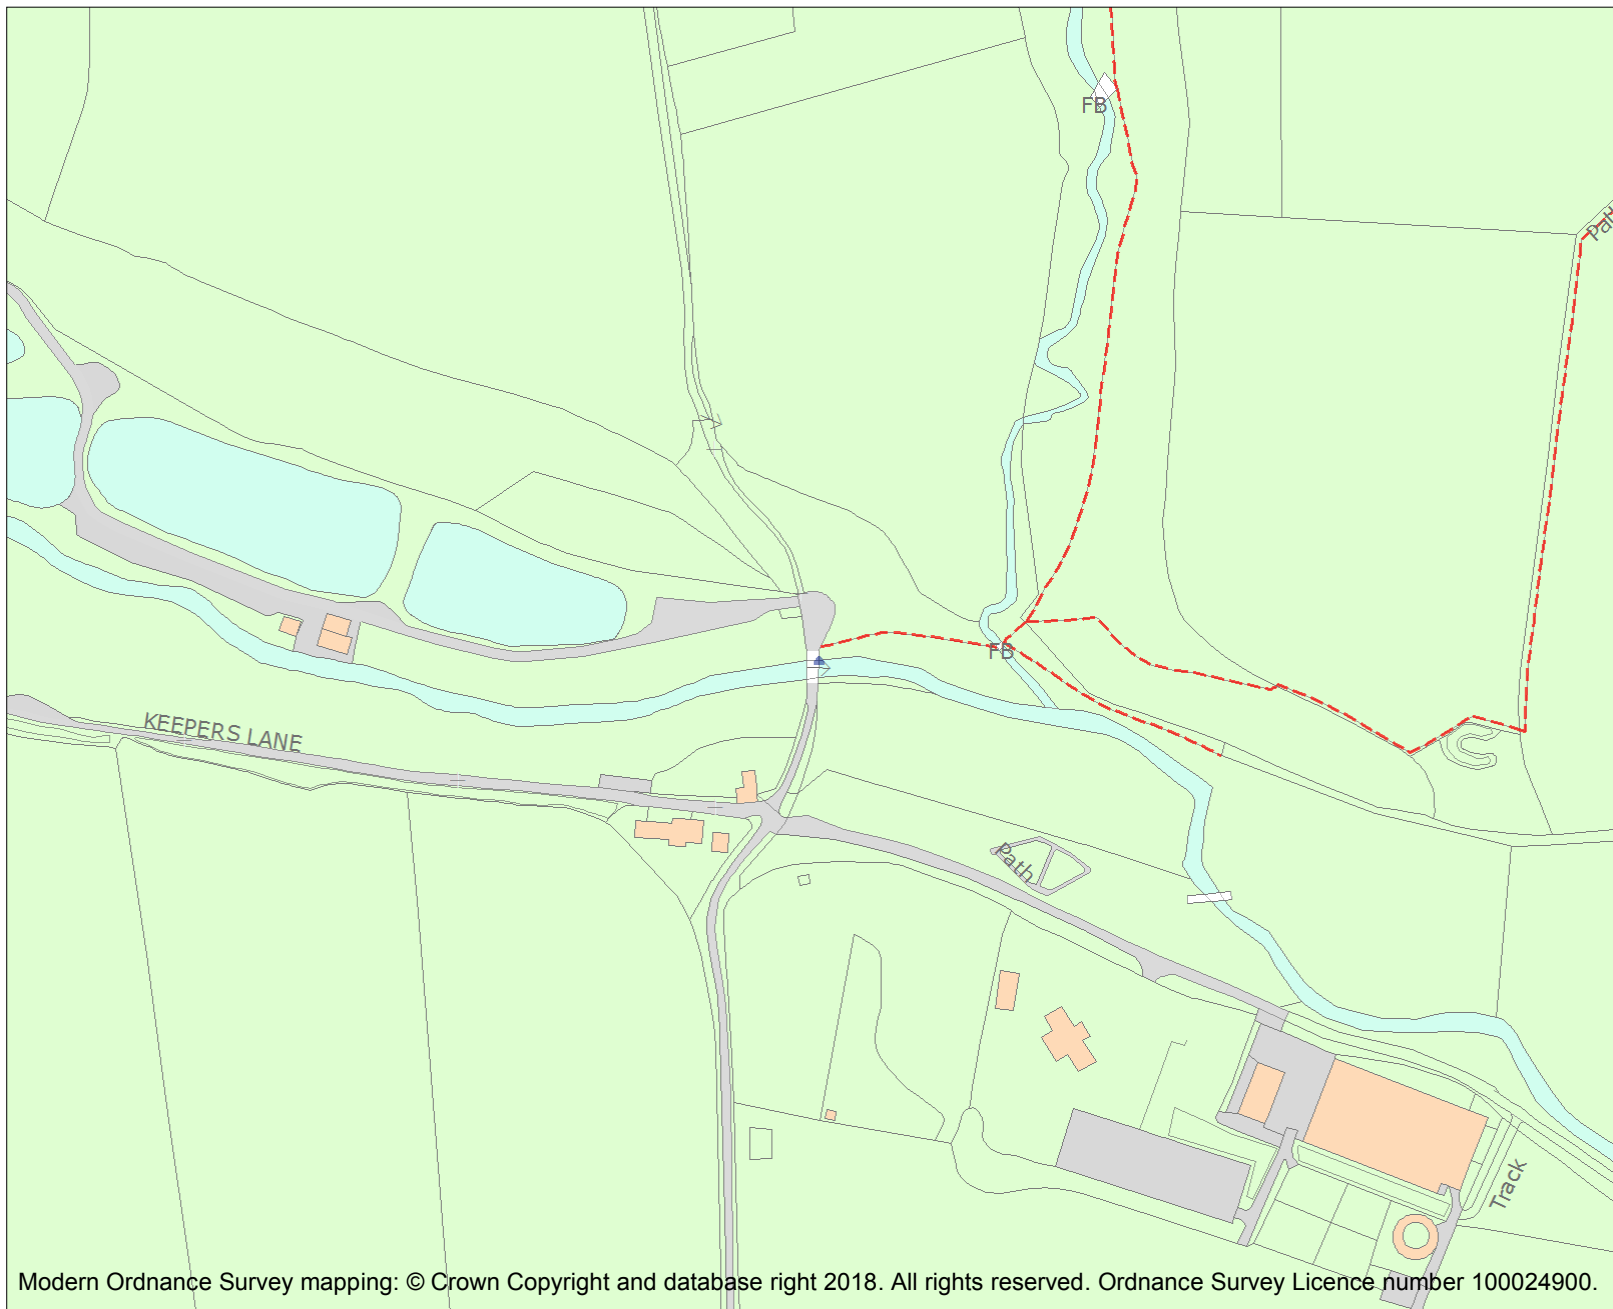 FB
Pat
FB
KEEPERS LANE
Path
Track
Modern Ordnance Survey mapping: © Crown Copyright and database right 2018. All rights reserved. Ordnance Survey Licence number 100024900.